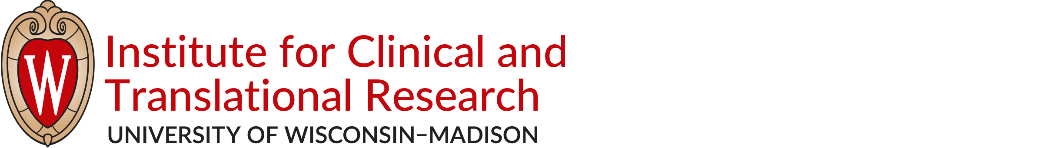 W
Institute for Clinical and
Translational Research
UNIVERSITY OF WISCONSIN–MADISON